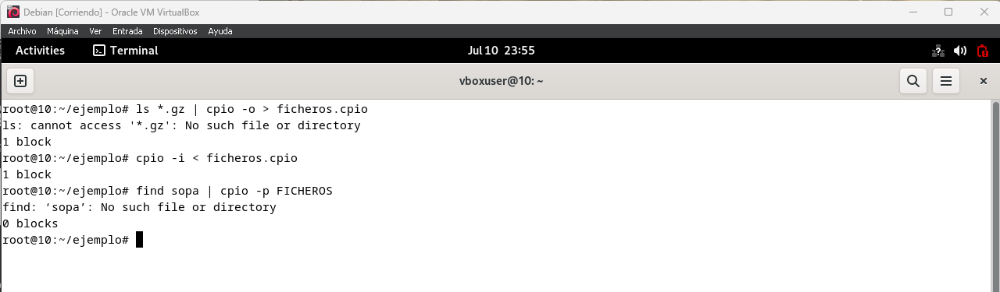 Debian [Corriendo] - Oracle VM VirtualBox
Archivo Máquina Ver Entrada Dispositivos Ayuda
Activities Terminal Jul 10 23:55
vboxuser@10: ~
root@10:~/ejemplo# ls *.gz | cpio -o > ficheros.cpio
ls: cannot access '*.gz': No such file or directory
1 block
root@10:~/ejemplo# cpio -i < ficheros.cpio
1 block
root@10:~/ejemplo# find sopa | cpio -p FICHEROS
find: ‘sopa’: No such file or directory
0 blocks
root@10:~/ejemplo#